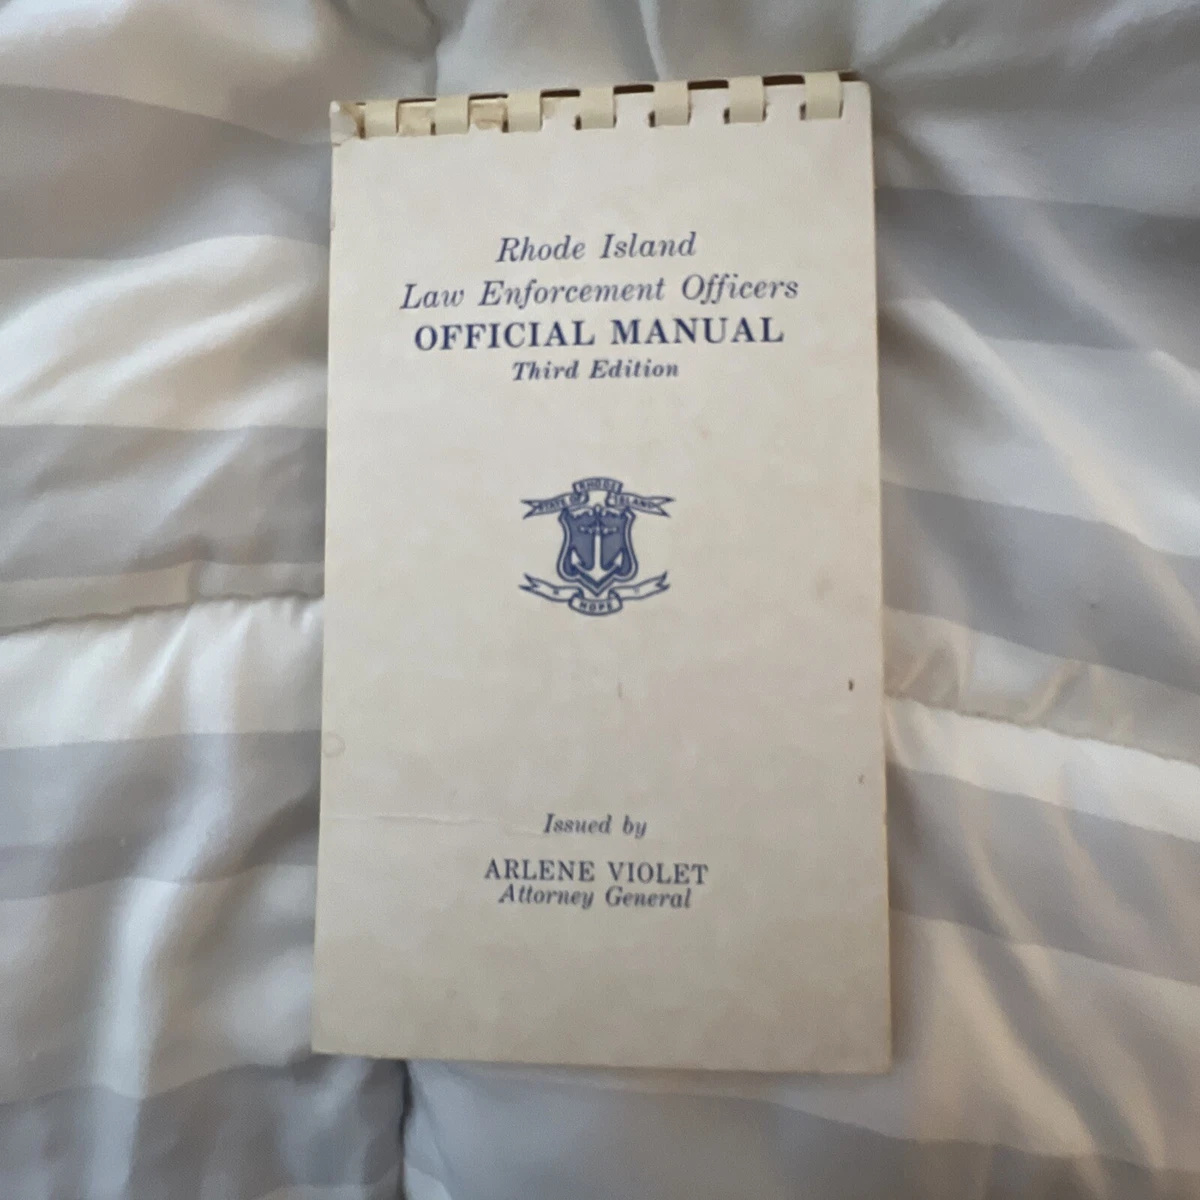 Rhode Island
Law Enforcement Officers
OFFICIAL MANUAL
Third Edition
RHODE
STATE OF ISLAND
HOPE
Issued by
ARLENE VIOLET
Attorney General